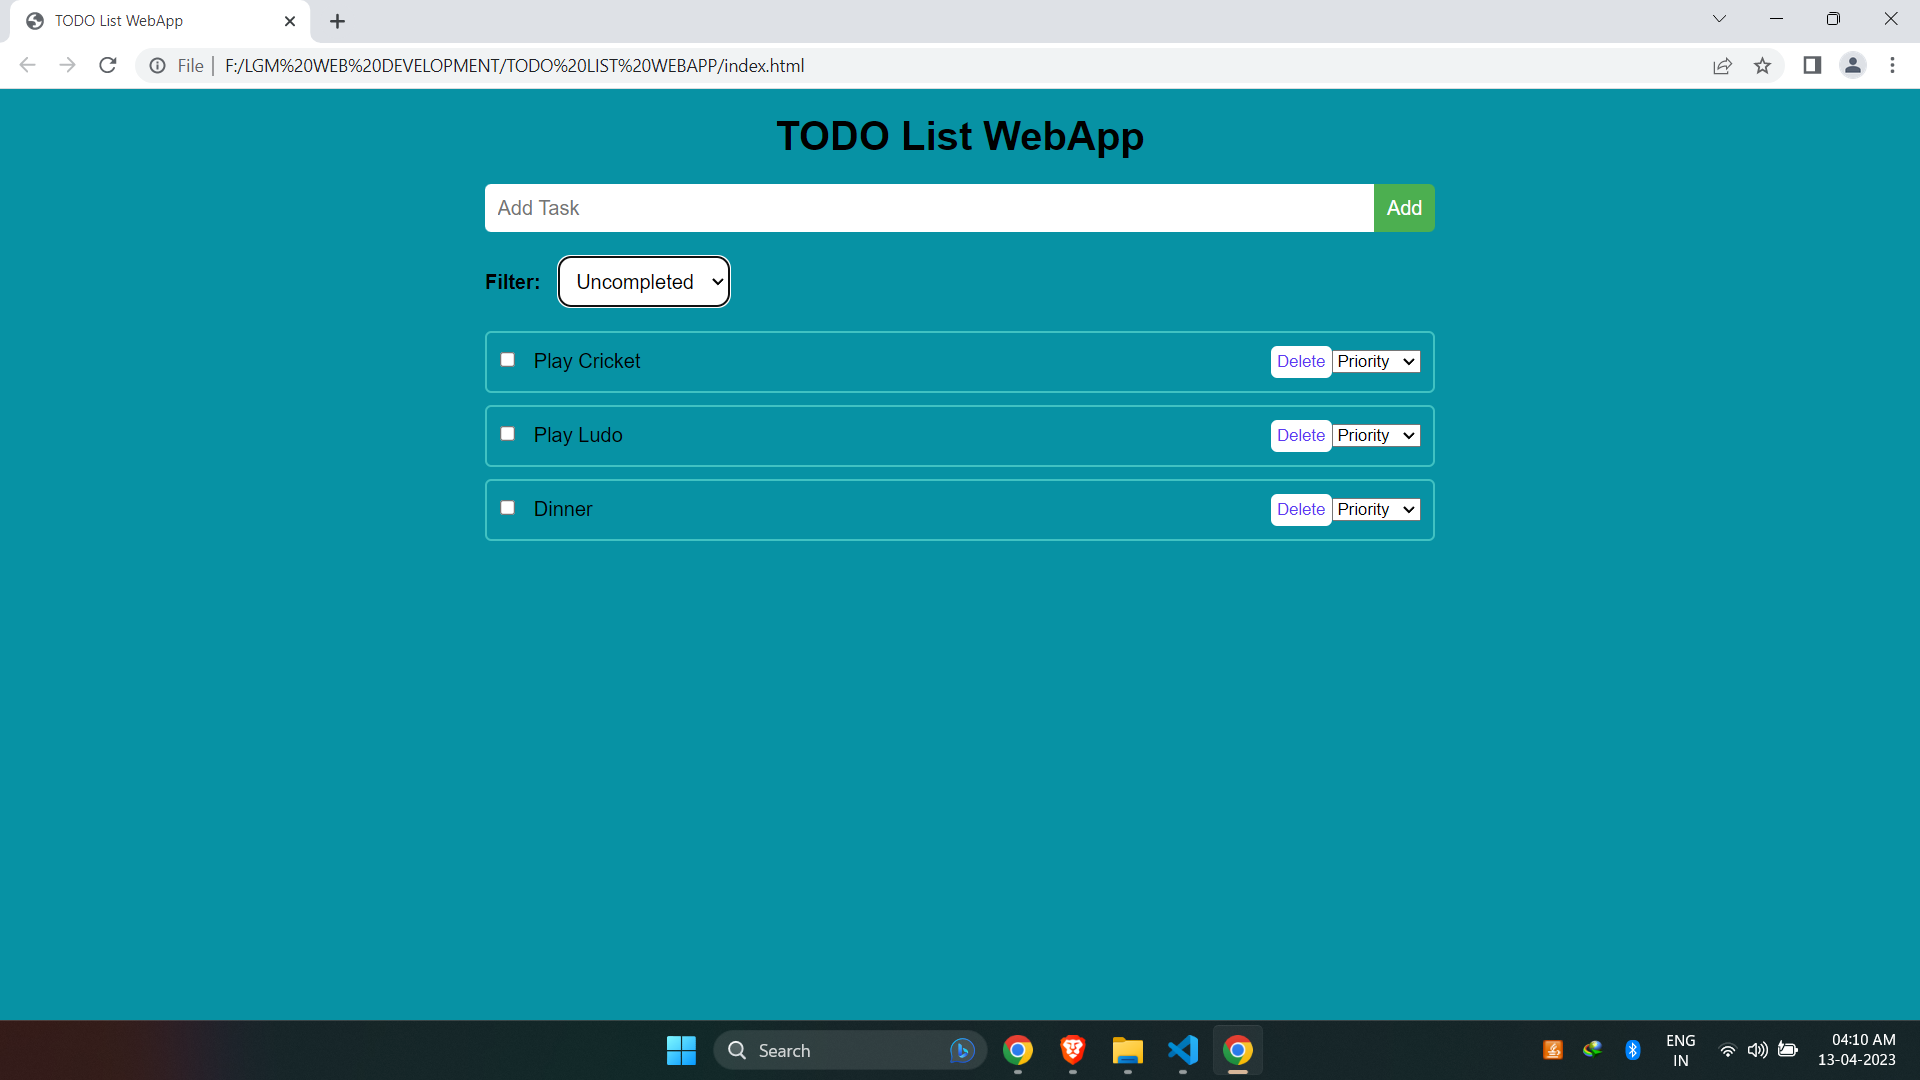 TODO List WebApp
File | F:/LGM%20WEB%20DEVELOPMENT/TODO%20LIST%20WEBAPP/index.html
TODO List WebApp
Add Task Add
Filter: Uncompleted
Play Cricket Delete Priority
Play Ludo Delete Priority
Dinner Delete Priority
Search ENG 04:10 AM
IN 13-04-2023